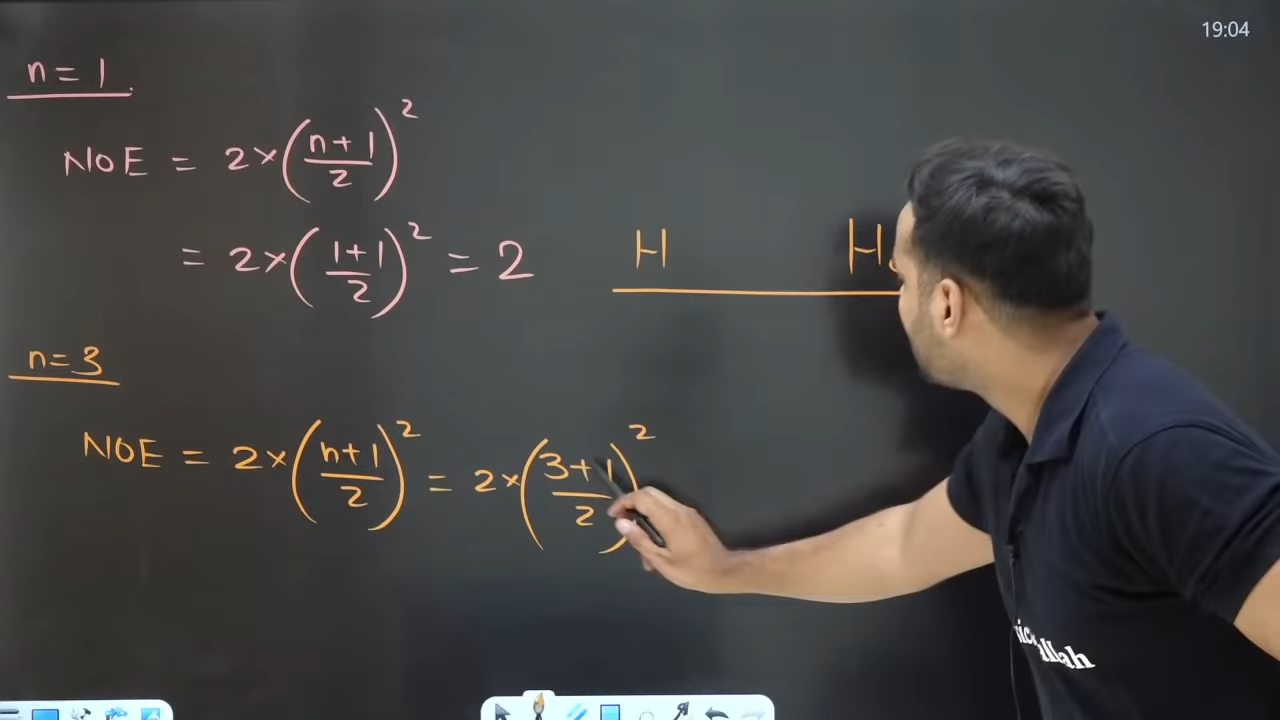 19:04
n = 1
NOE = 2 × (n + 1 / 2)²
= 2 × (1 + 1 / 2)² = 2
H H
n = 3
NOE = 2 × (n + 1 / 2)² = 2 × (3 + 1 / 2)²
allah